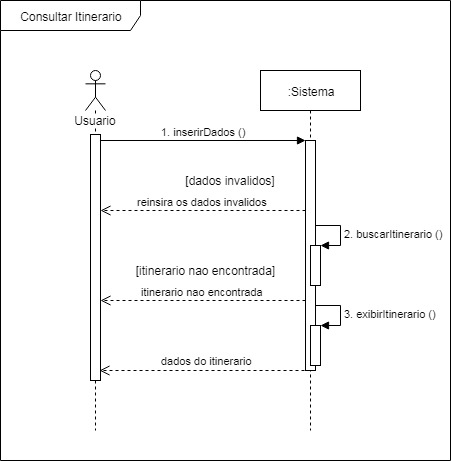 Consultar Itinerario
Usuario
:Sistema
1. inserirDados ()
[dados invalidos]
reinsira os dados invalidos
2. buscarItinerario ()
[itinerario nao encontrada]
itinerario nao encontrada
3. exibirItinerario ()
dados do itinerario